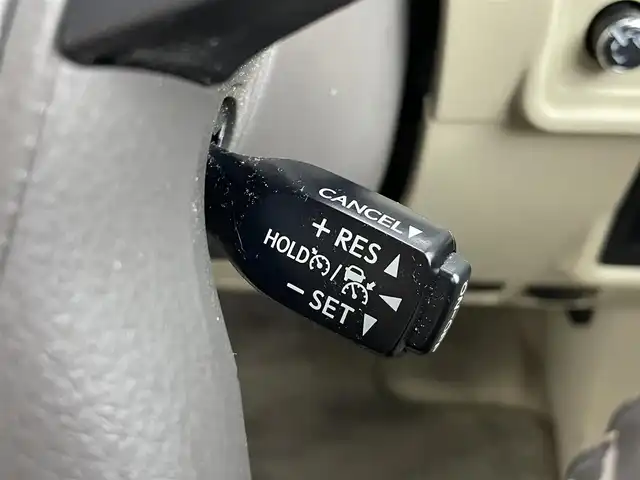 CANCEL▼
+ RES ▲
HOLD / ◀
− SET ▼